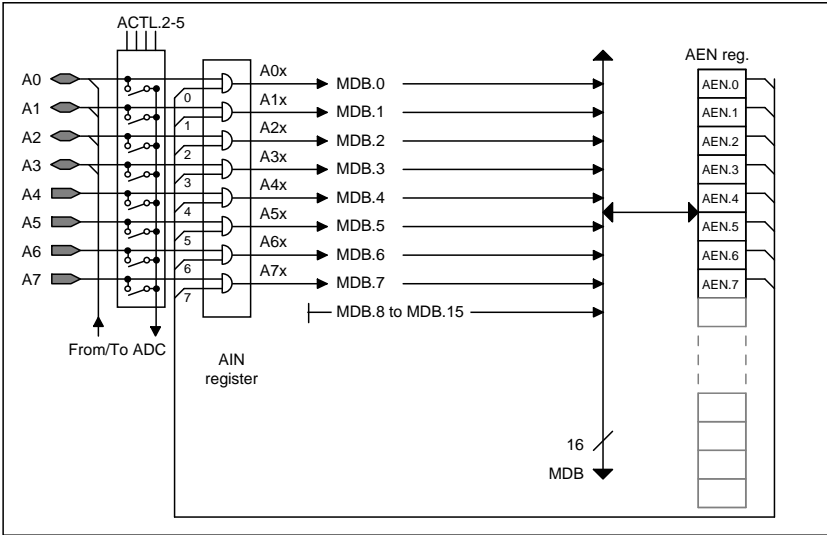 ACTL.2-5
AEN reg.
A0 A0x MDB.0 AEN.0
0
A1 A1x MDB.1 AEN.1
1
A2 A2x MDB.2 AEN.2
2
A3 A3x MDB.3 AEN.3
3
A4 A4x MDB.4 AEN.4
4
A5 A5x MDB.5 AEN.5
5
A6 A6x MDB.6 AEN.6
6
A7 A7x MDB.7 AEN.7
7
MDB.8 to MDB.15
From/To ADC
AIN
register
16
MDB